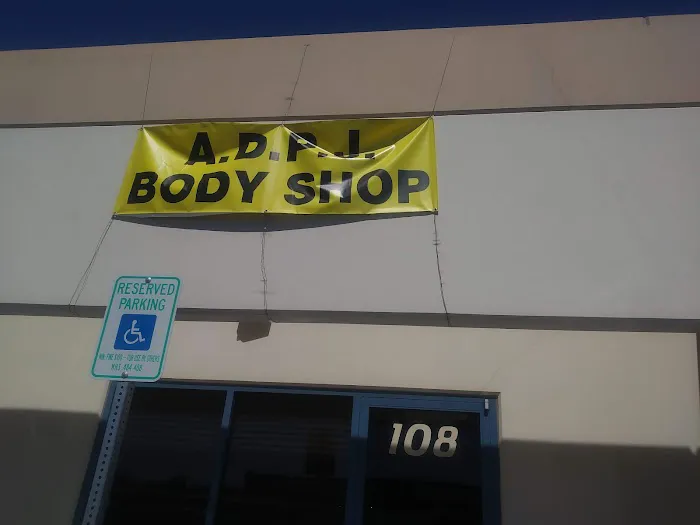 A.D.P.J.
BODY SHOP
RESERVED
PARKING
108